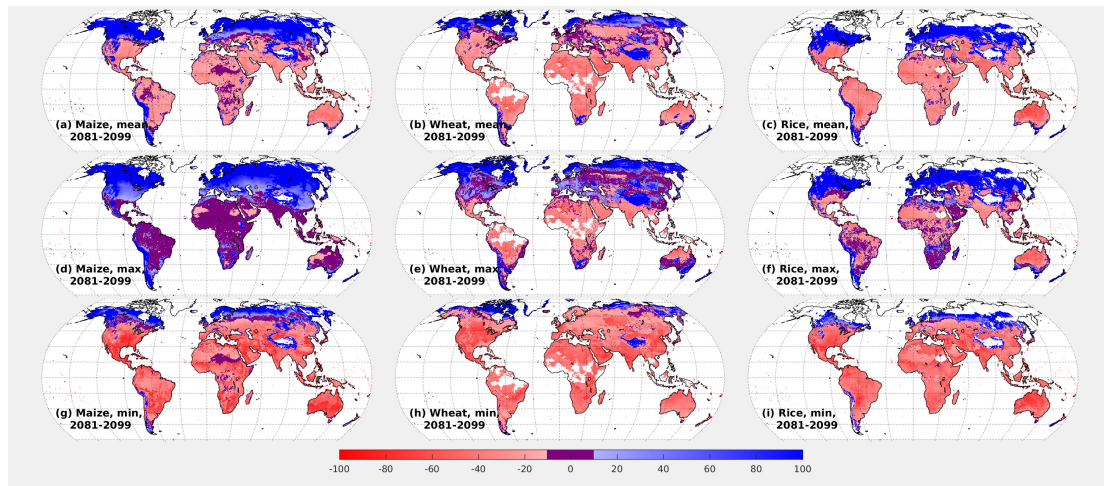 (a) Maize, mean,
2081-2099
(b) Wheat, mean,
2081-2099
(c) Rice, mean,
2081-2099
(d) Maize, max,
2081-2099
(e) Wheat, max,
2081-2099
(f) Rice, max,
2081-2099
(g) Maize, min,
2081-2099
(h) Wheat, min,
2081-2099
(i) Rice, min,
2081-2099
-100 -80 -60 -40 -20 0 20 40 60 80 100